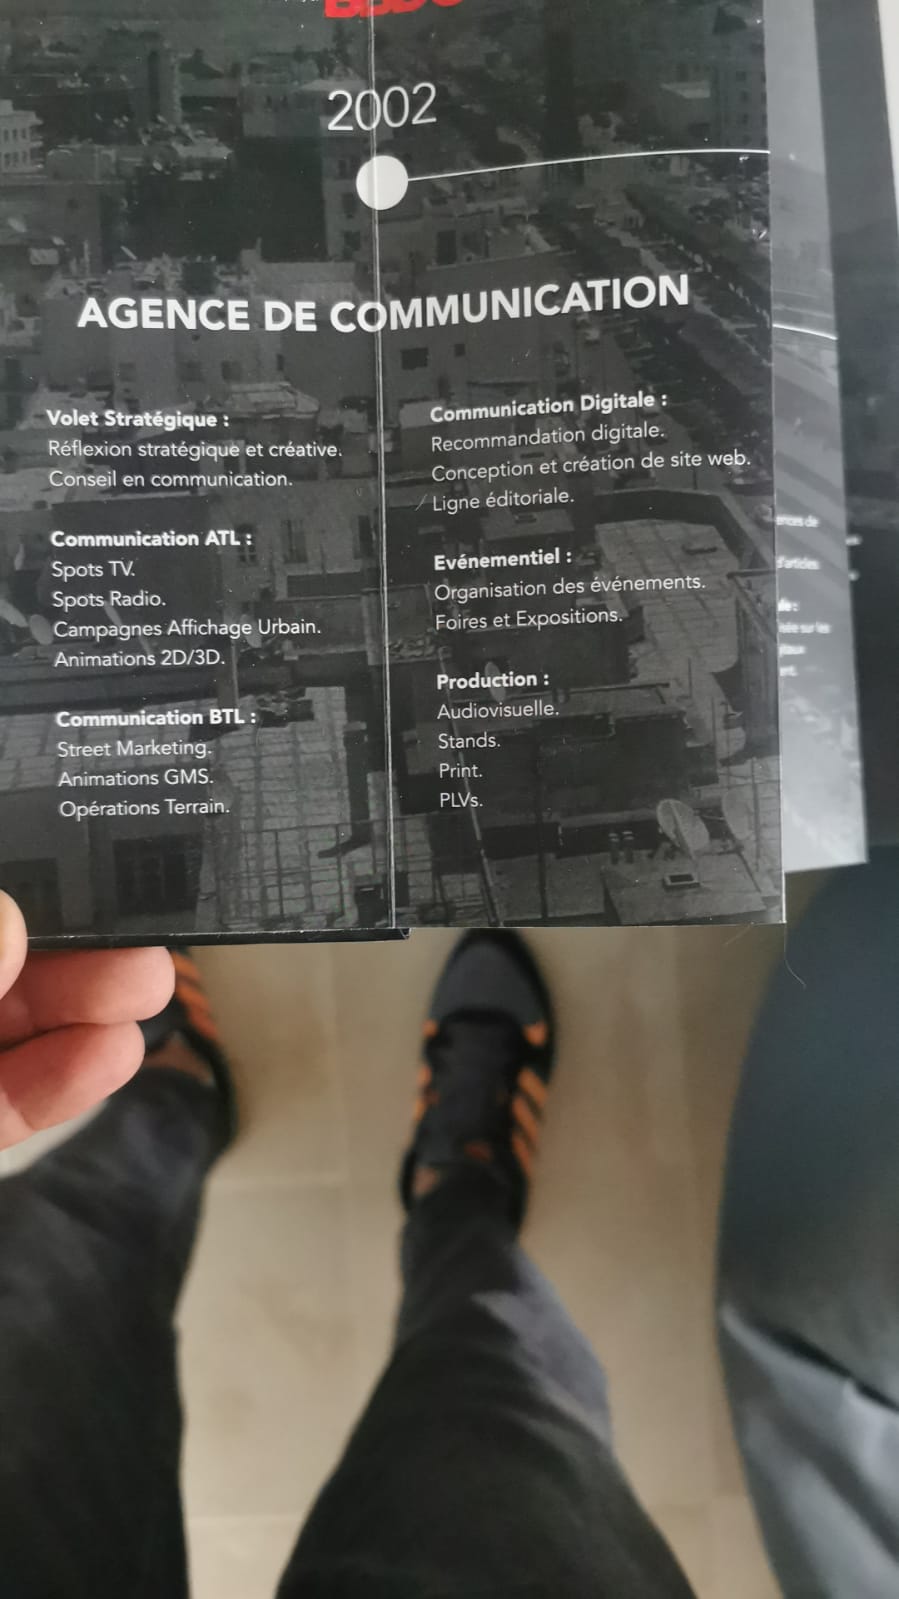 2002
AGENCE DE COMMUNICATION
Volet Stratégique :
Réflexion stratégique et créative.
Conseil en communication.
Communication ATL :
Spots TV.
Spots Radio.
Campagnes Affichage Urbain.
Animations 2D/3D.
Communication BTL :
Street Marketing.
Animations GMS.
Opérations Terrain.
Communication Digitale :
Recommandation digitale.
Conception et création de site web.
Ligne éditoriale.
Evénementiel :
Organisation des événements.
Foires et Expositions.
Production :
Audiovisuelle.
Stands.
Print.
PLVs.